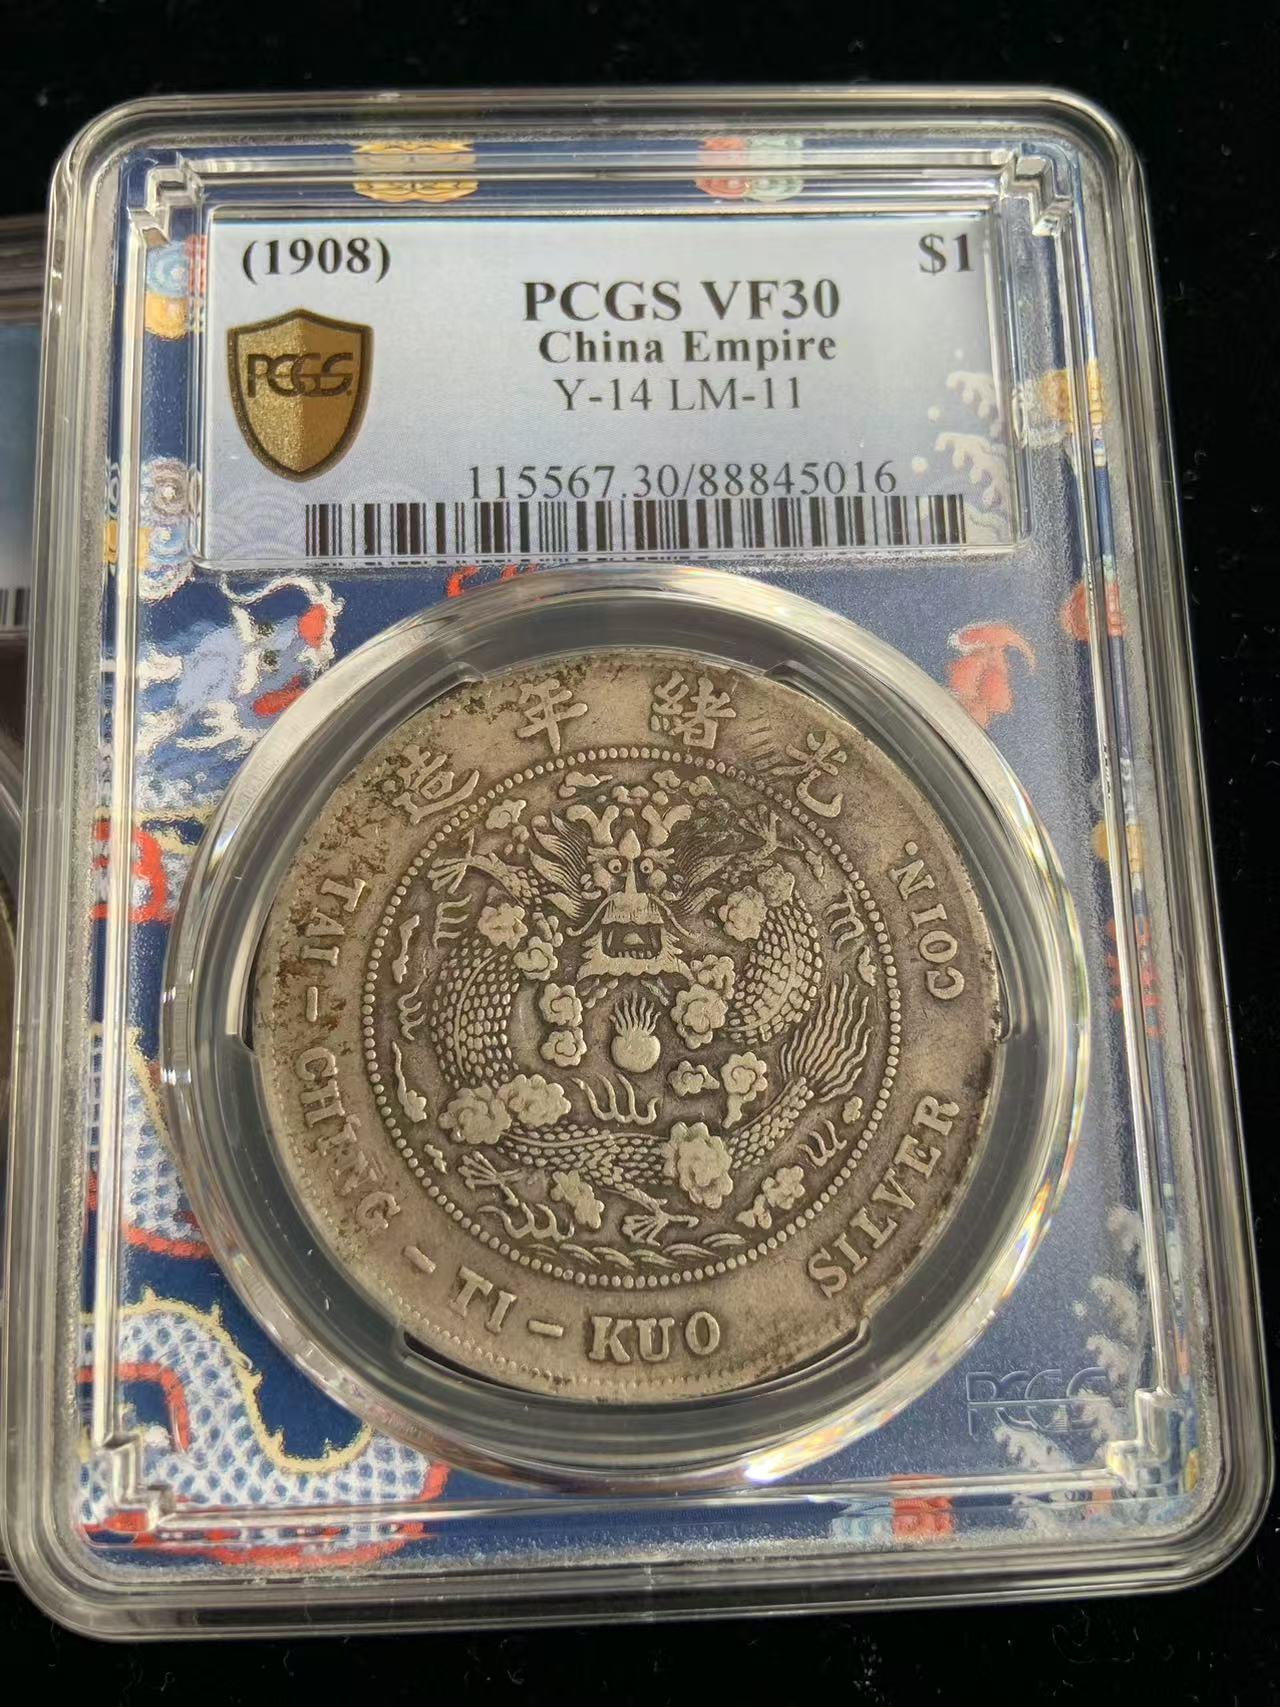 (1908)
$1
PCGS VF30
China Empire
Y-14 LM-11
PCGS
115567.30/88845016
造年緒光
TAI-CHING-TI-KUO
SILVER COIN.
PCGS